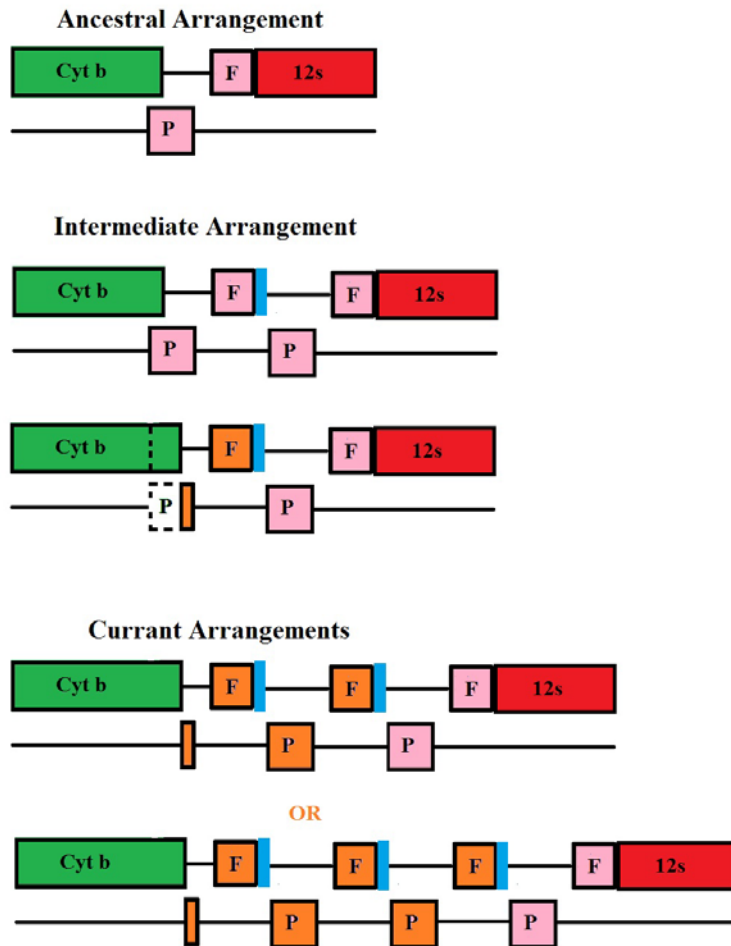 Ancestral Arrangement
Cyt b F 12s
P
Intermediate Arrangement
Cyt b F F 12s
P P
Cyt b F F 12s
P P
Currant Arrangements
Cyt b F F F 12s
P P
OR
Cyt b F F F F 12s
P P P